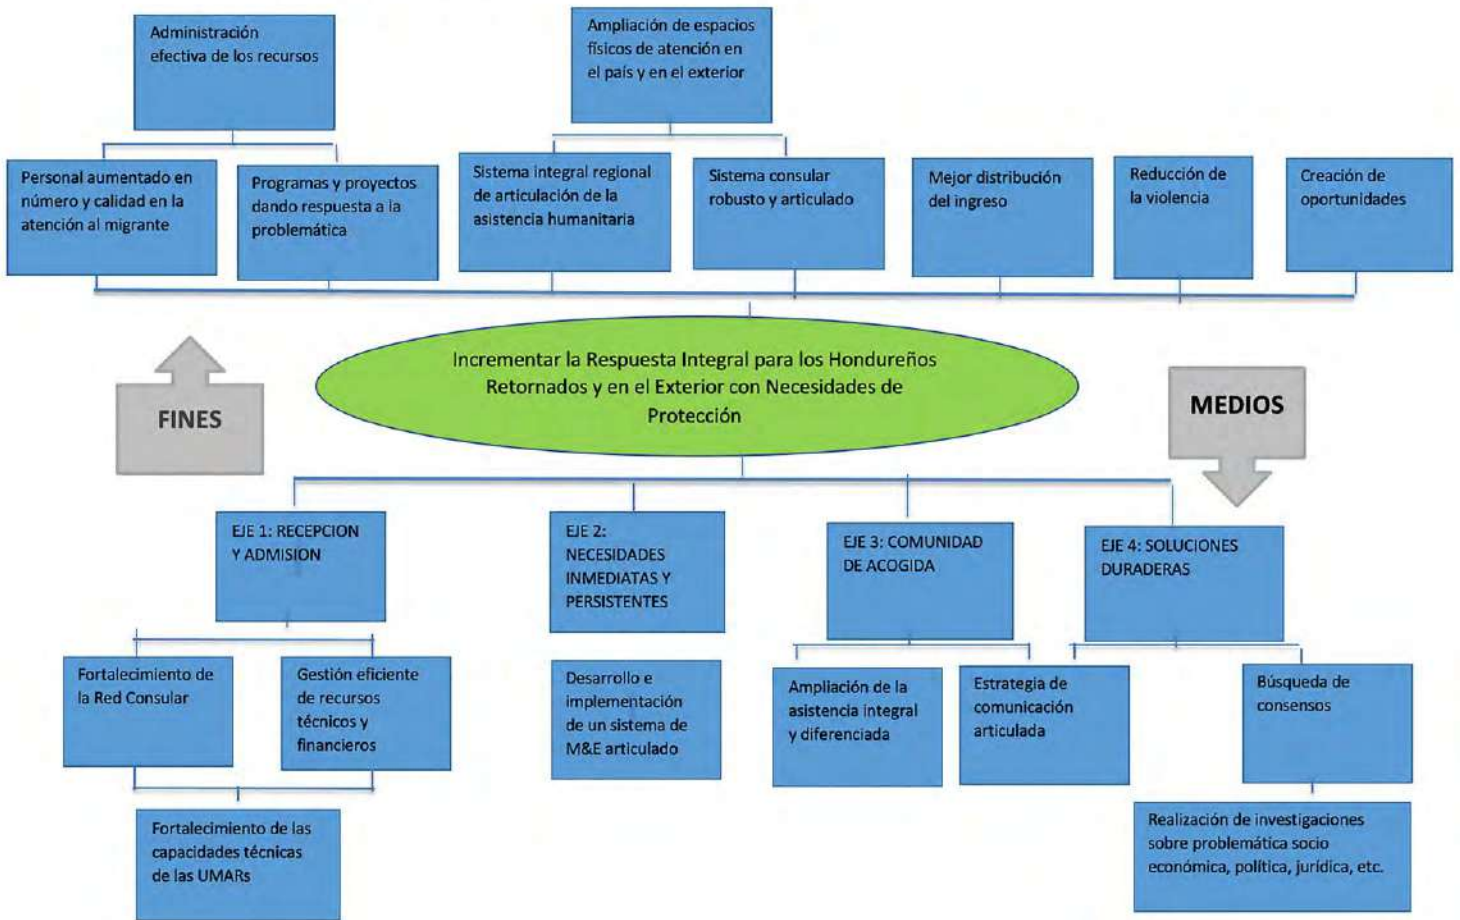 Administración
efectiva de los recursos
Ampliación de espacios
físicos de atención en
el país y en el exterior
Personal aumentado en
número y calidad en la
atención al migrante
Programas y proyectos
dando respuesta a la
problemática
Sistema integral regional
de articulación de la
asistencia humanitaria
Sistema consular
robusto y articulado
Mejor distribución
del ingreso
Reducción de
la violencia
Creación de
oportunidades
Incrementar la Respuesta Integral para los Hondureños
Retornados y en el Exterior con Necesidades de
Protección
FINES
MEDIOS
EJE 1: RECEPCION
Y ADMISION
EJE 2:
NECESIDADES
INMEDIATAS Y
PERSISTENTES
EJE 3: COMUNIDAD
DE ACOGIDA
EJE 4: SOLUCIONES
DURADERAS
Fortalecimiento de
la Red Consular
Gestión eficiente
de recursos
técnicos y
financieros
Desarrollo e
implementación
de un sistema de
M&E articulado
Ampliación de la
asistencia integral
y diferenciada
Estrategia de
comunicación
articulada
Búsqueda de
consensos
Fortalecimiento de las
capacidades técnicas
de las UMARs
Realización de investigaciones
sobre problemática socio
económica, política, jurídica, etc.